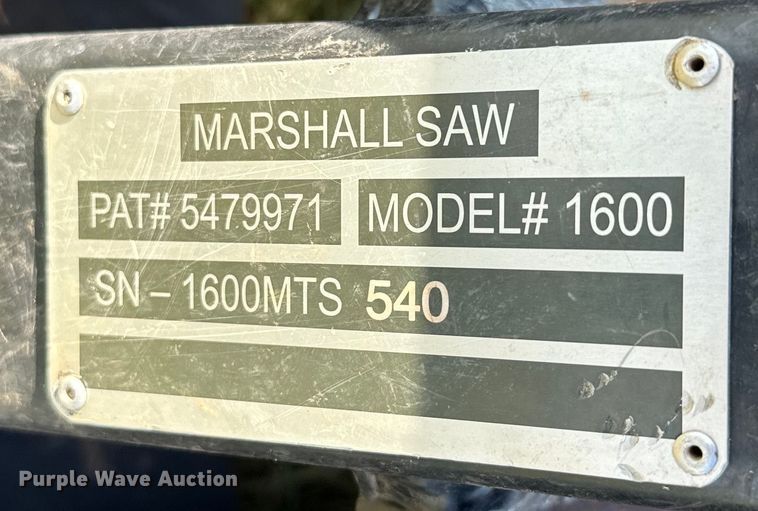 MARSHALL SAW
PAT# 5479971 MODEL# 1600
SN – 1600MTS 540
Purple Wave Auction